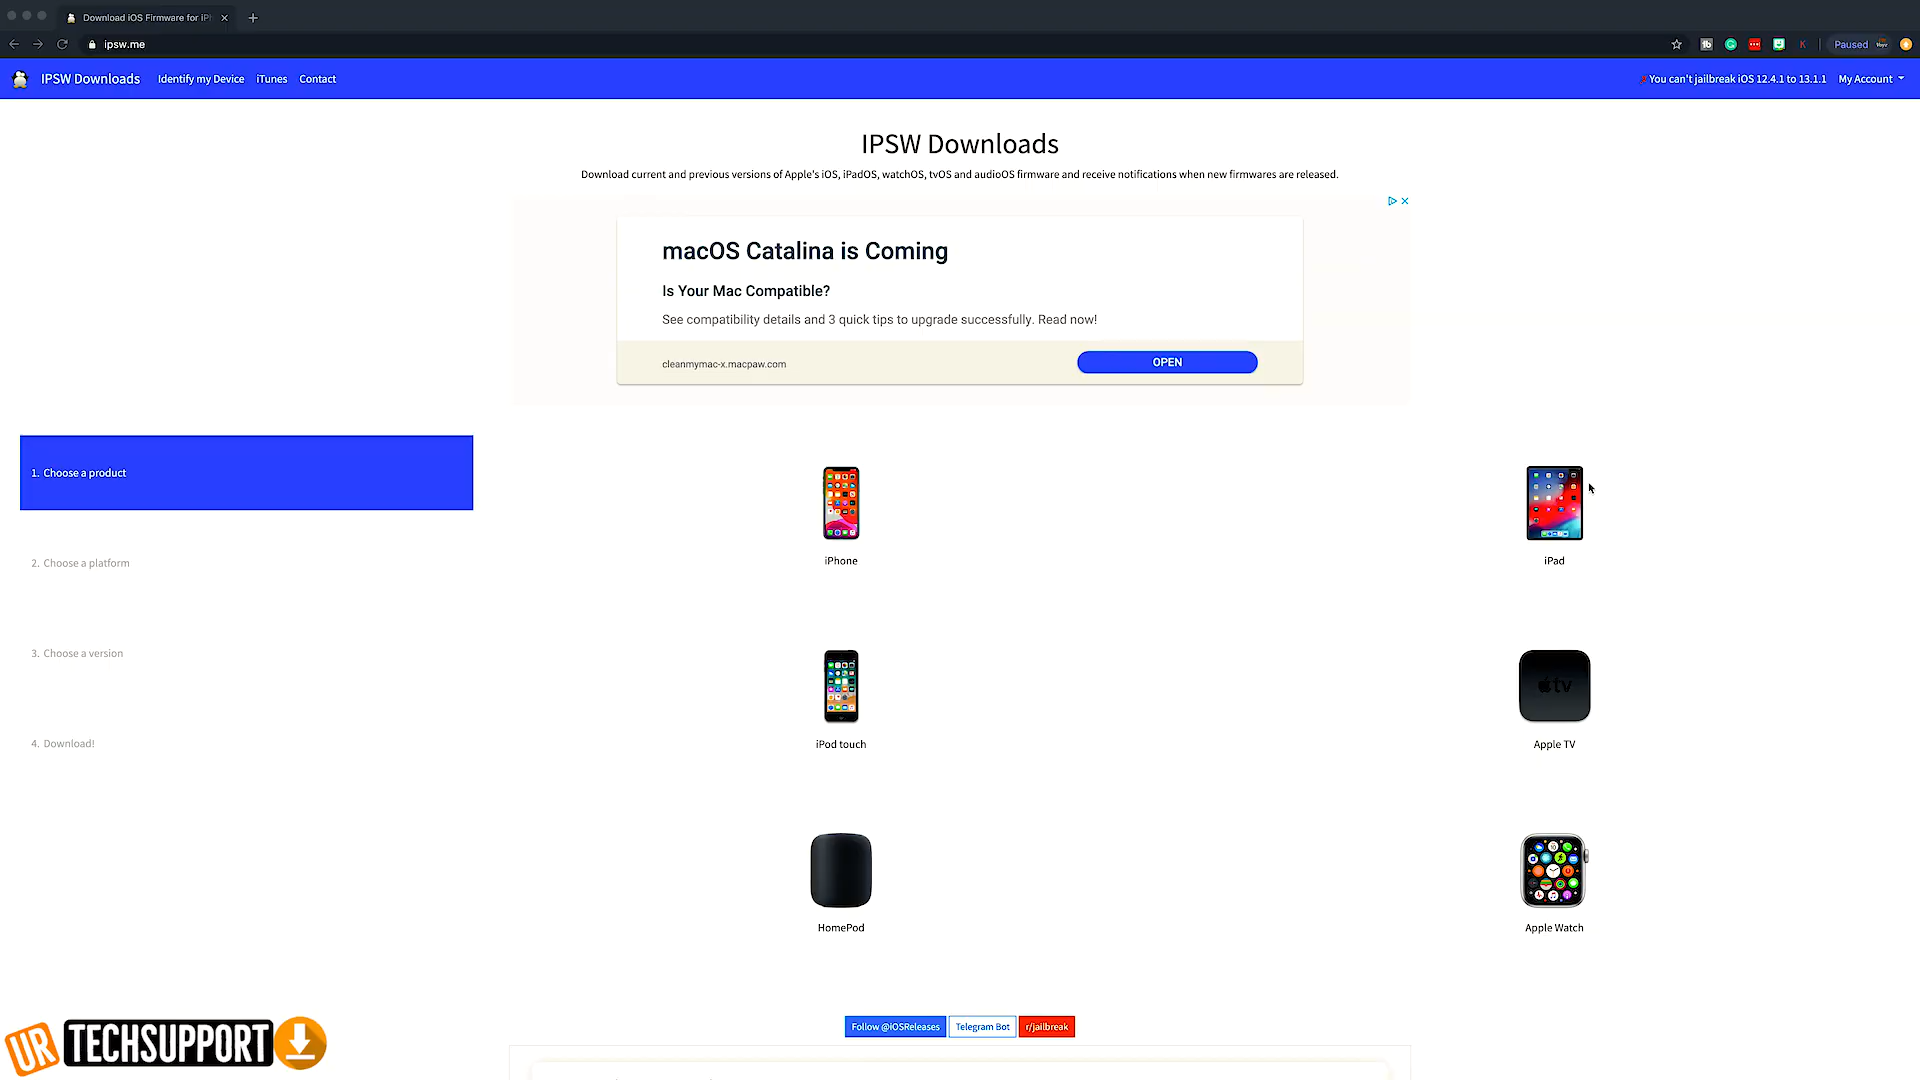 Download iOS Firmware for iPh
ipsw.me
Paused
IPSW Downloads Identify my Device iTunes Contact
You can't jailbreak iOS 12.4.1 to 13.1.1 My Account
IPSW Downloads
Download current and previous versions of Apple's iOS, iPadOS, watchOS, tvOS and audioOS firmware and receive notifications when new firmwares are released.
macOS Catalina is Coming
Is Your Mac Compatible?
See compatibility details and 3 quick tips to upgrade successfully. Read now!
cleanmymac-x.macpaw.com
OPEN
1. Choose a product
2. Choose a platform
3. Choose a version
4. Download!
iPhone
iPad
iPod touch
tv
Apple TV
HomePod
Apple Watch
Follow @iOSReleases Telegram Bot r/jailbreak
UR TECHSUPPORT